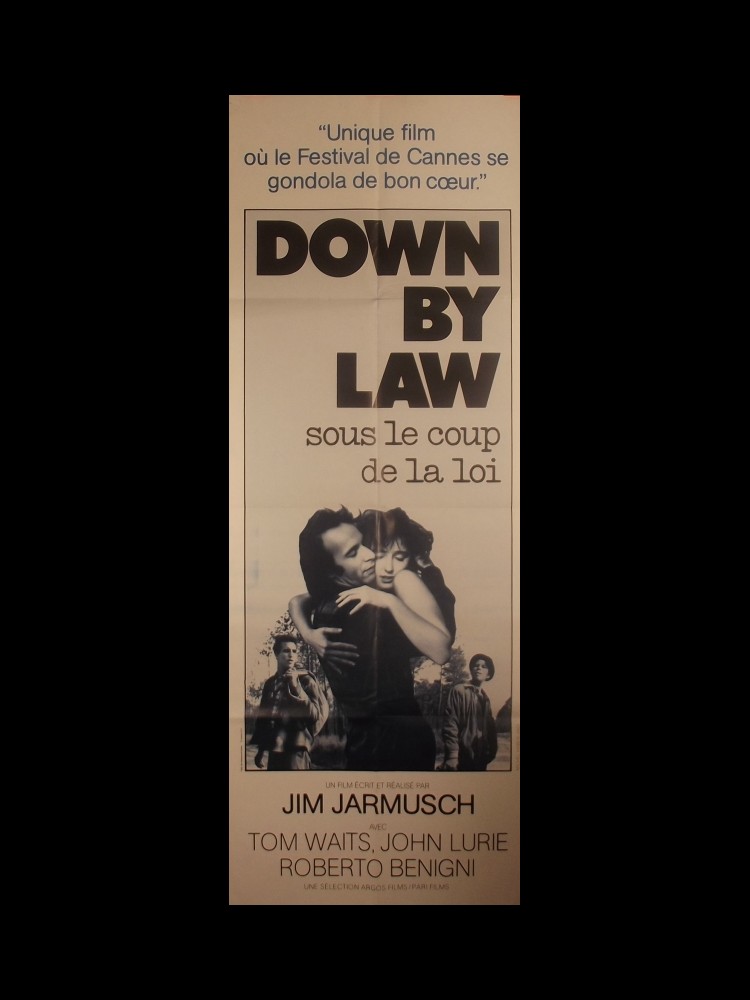 “Unique film
où le Festival de Cannes se
gondola de bon cœur.”
DOWN
BY
LAW
sous le coup
de la loi
UN FILM ÉCRIT ET RÉALISÉ PAR
JIM JARMUSCH
AVEC
TOM WAITS, JOHN LURIE
ROBERTO BENIGNI
UNE SÉLECTION ARGOS FILMS / PARI FILMS